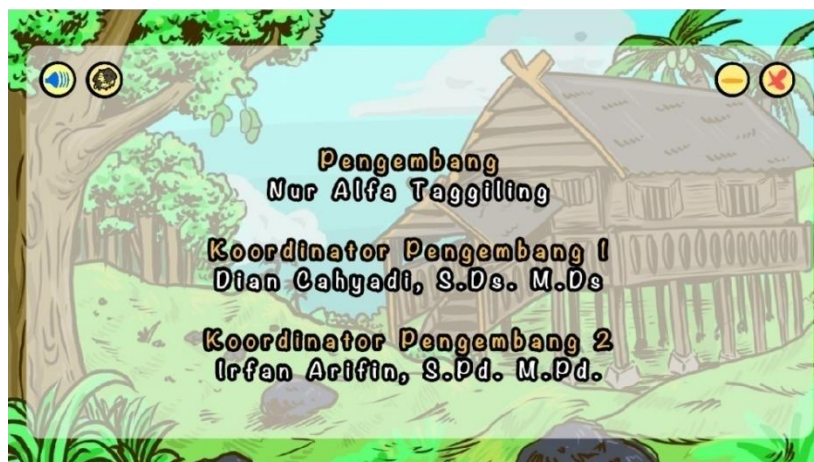 Pengembang
Nur Alfa Taggiling
Koordinator Pengembang 1
Dian Cahyadi, S.Ds. M.Ds
Koordinator Pengembang 2
Irfan Arifin, S.Pd. M.Pd.